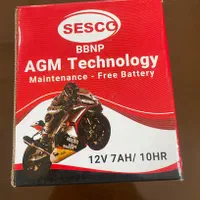 SESCO
BBNP
AGM Technology
Maintenance - Free Battery
12V 7AH/ 10HR